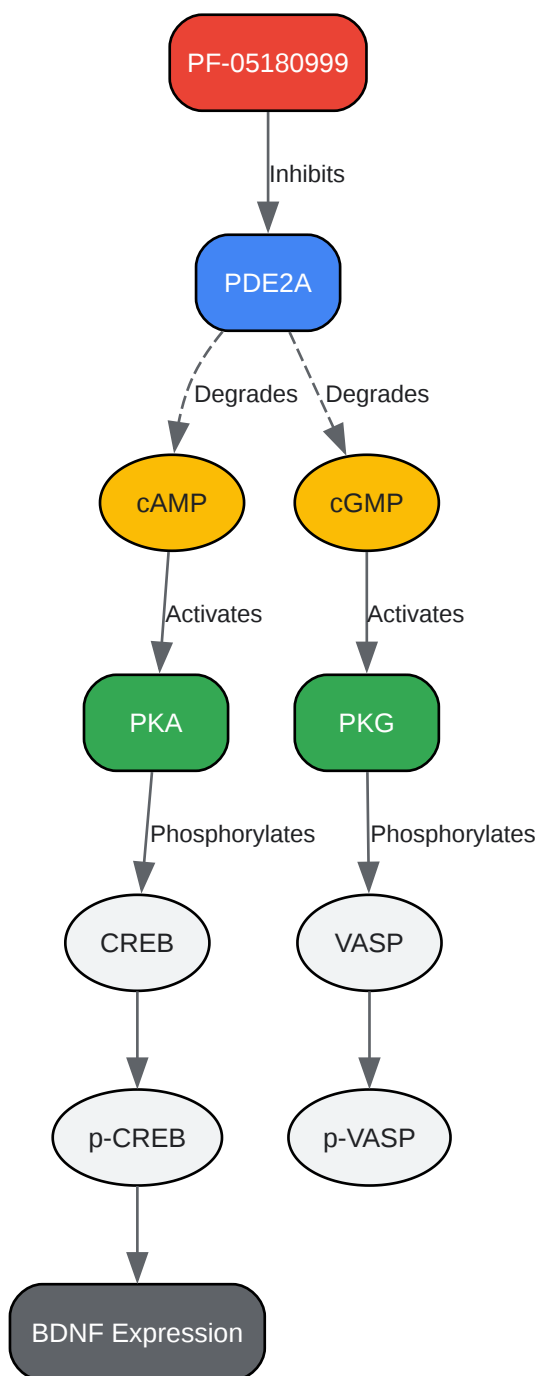 PF-05180999
Inhibits
PDE2A
Degrades
Degrades
cAMP
cGMP
Activates
Activates
PKA
PKG
Phosphorylates
Phosphorylates
CREB
VASP
p-CREB
p-VASP
BDNF Expression